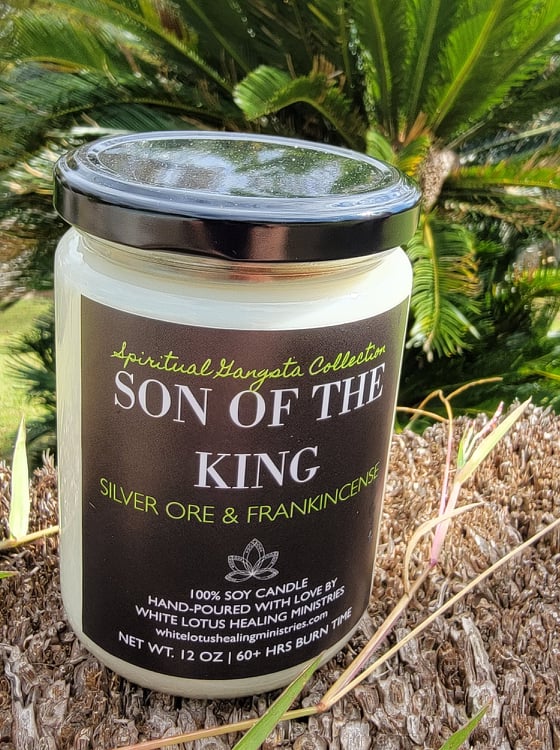 Spiritual Gangsta Collection
SON OF THE
KING
SILVER ORE & FRANKINCENSE
100% SOY CANDLE
HAND-POURED WITH LOVE BY
WHITE LOTUS HEALING MINISTRIES
whitelotushealingministries.com
NET WT. 12 OZ | 60+ HRS BURN TIME